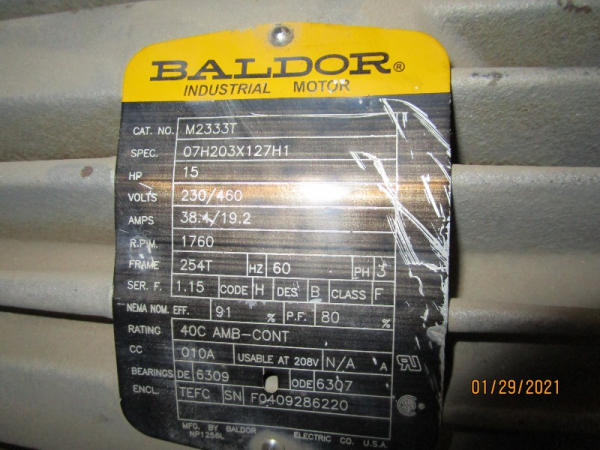 BALDOR®
INDUSTRIAL MOTOR
CAT. NO. M2333T
SPEC. 07H203X127H1
HP 15
VOLTS 230/460
AMPS 38.4/19.2
R.P.M. 1760
FRAME 254T HZ 60 PH 3
SER. F. 1.15 CODE H DES B CLASS F
NEMA NOM. EFF. 91 % P.F. 80 %
RATING 40C AMB-CONT
CC 010A USABLE AT 208V N/A A
BEARINGS DE 6309 ODE 6307
ENCL. TEFC SN F0409286220
MFG. BY BALDOR ELECTRIC CO. U.S.A.
NP1256L
01/29/2021